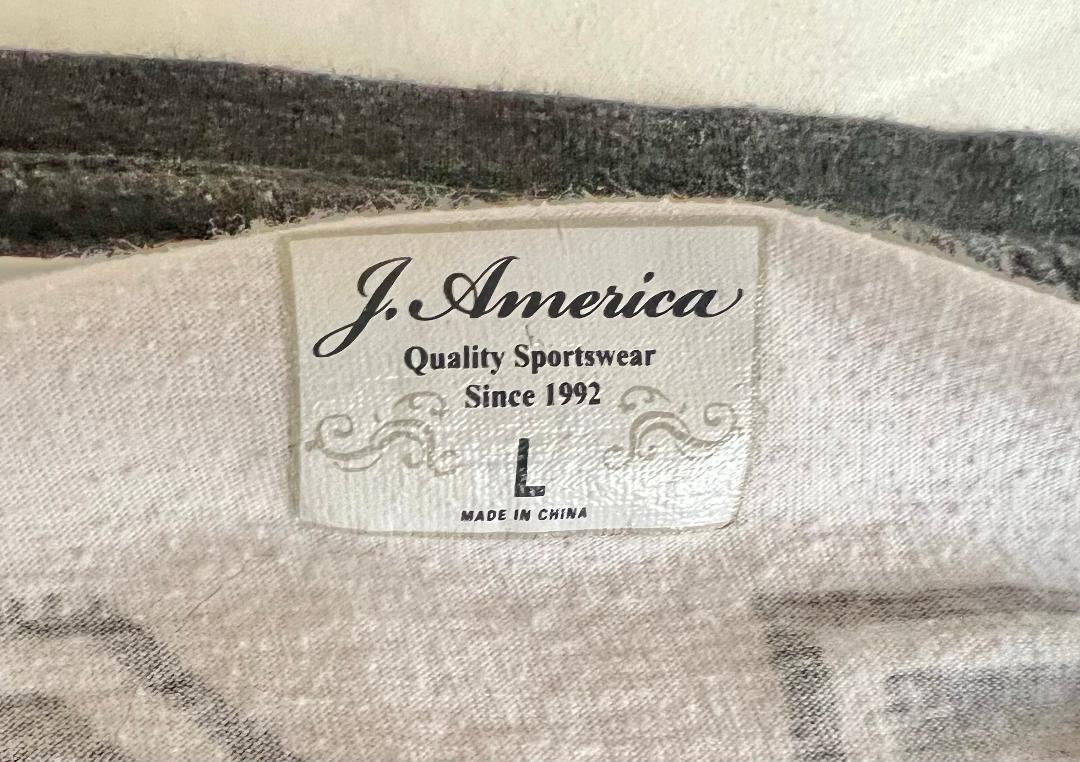 J. America
Quality Sportswear
Since 1992
L
MADE IN CHINA